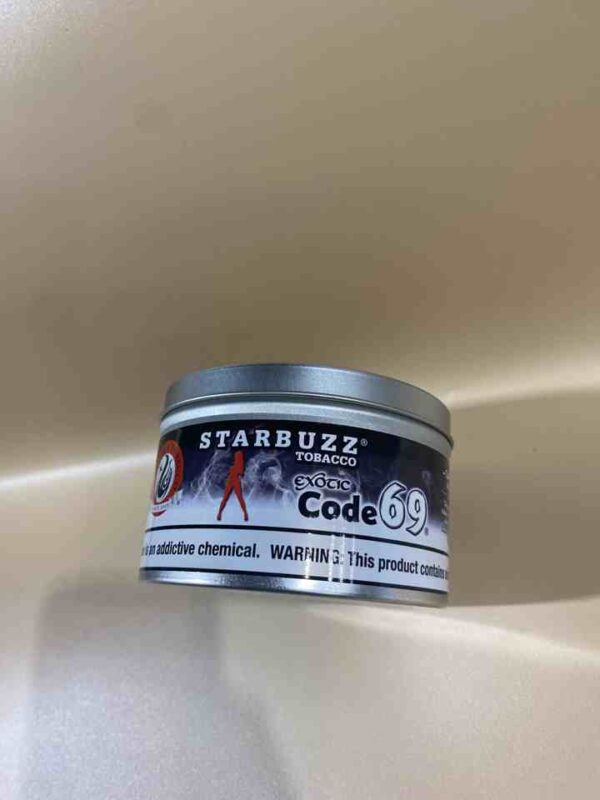 STARBUZZ®
TOBACCO
exotic
Code 69®
is an addictive chemical. WARNING: This product contains